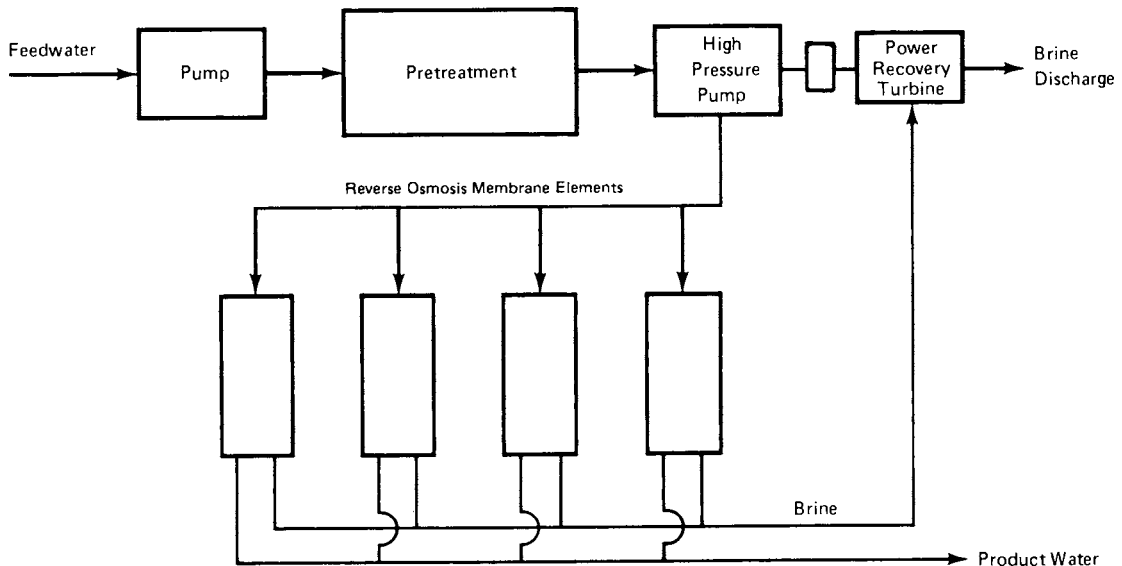 Feedwater
Pump
Pretreatment
High
Pressure
Pump
Power
Recovery
Turbine
Brine
Discharge
Reverse Osmosis Membrane Elements
Brine
Product Water